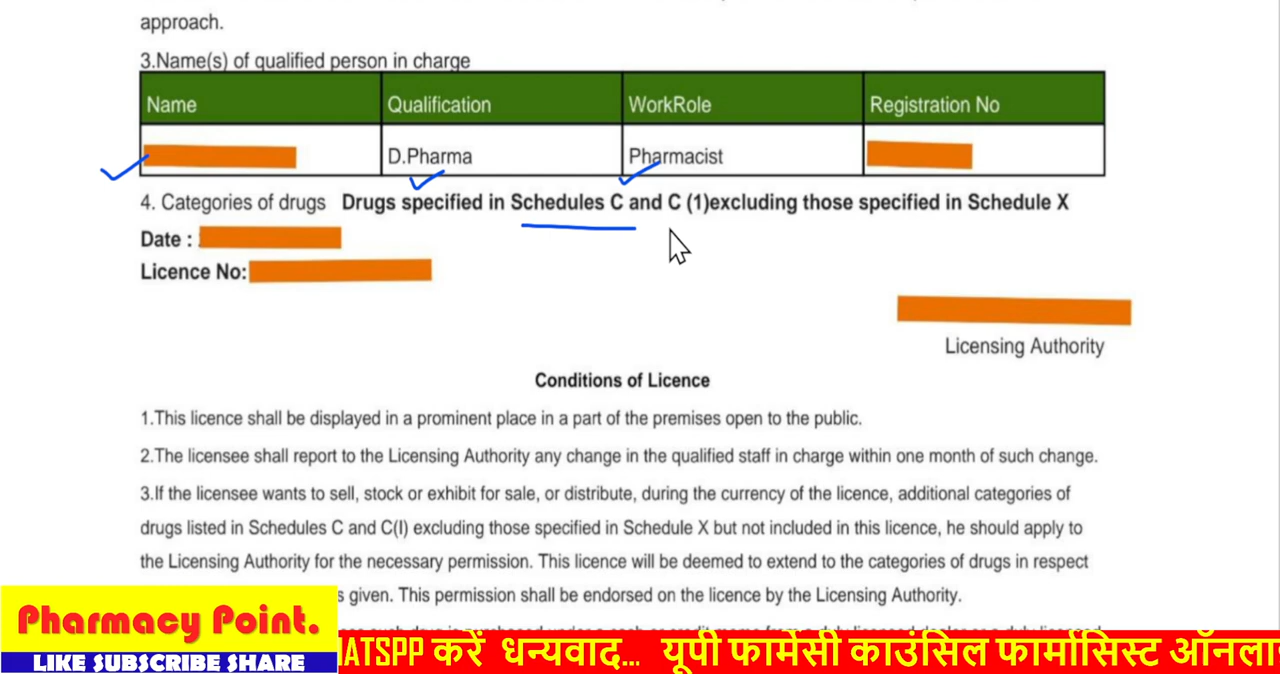 approach.
3.Name(s) of qualified person in charge
Name Qualification WorkRole Registration No
D.Pharma Pharmacist
4. Categories of drugs Drugs specified in Schedules C and C (1)excluding those specified in Schedule X
Date :
Licence No:
Licensing Authority
Conditions of Licence
1.This licence shall be displayed in a prominent place in a part of the premises open to the public.
2.The licensee shall report to the Licensing Authority any change in the qualified staff in charge within one month of such change.
3.If the licensee wants to sell, stock or exhibit for sale, or distribute, during the currency of the licence, additional categories of
drugs listed in Schedules C and C(I) excluding those specified in Schedule X but not included in this licence, he should apply to
the Licensing Authority for the necessary permission. This licence will be deemed to extend to the categories of drugs in respect
s given. This permission shall be endorsed on the licence by the Licensing Authority.
Pharmacy Point.
LIKE SUBSCRIBE SHARE
HATSPP करें धन्यवाद... यूपी फार्मेसी काउंसिल फार्मासिस्ट ऑनला